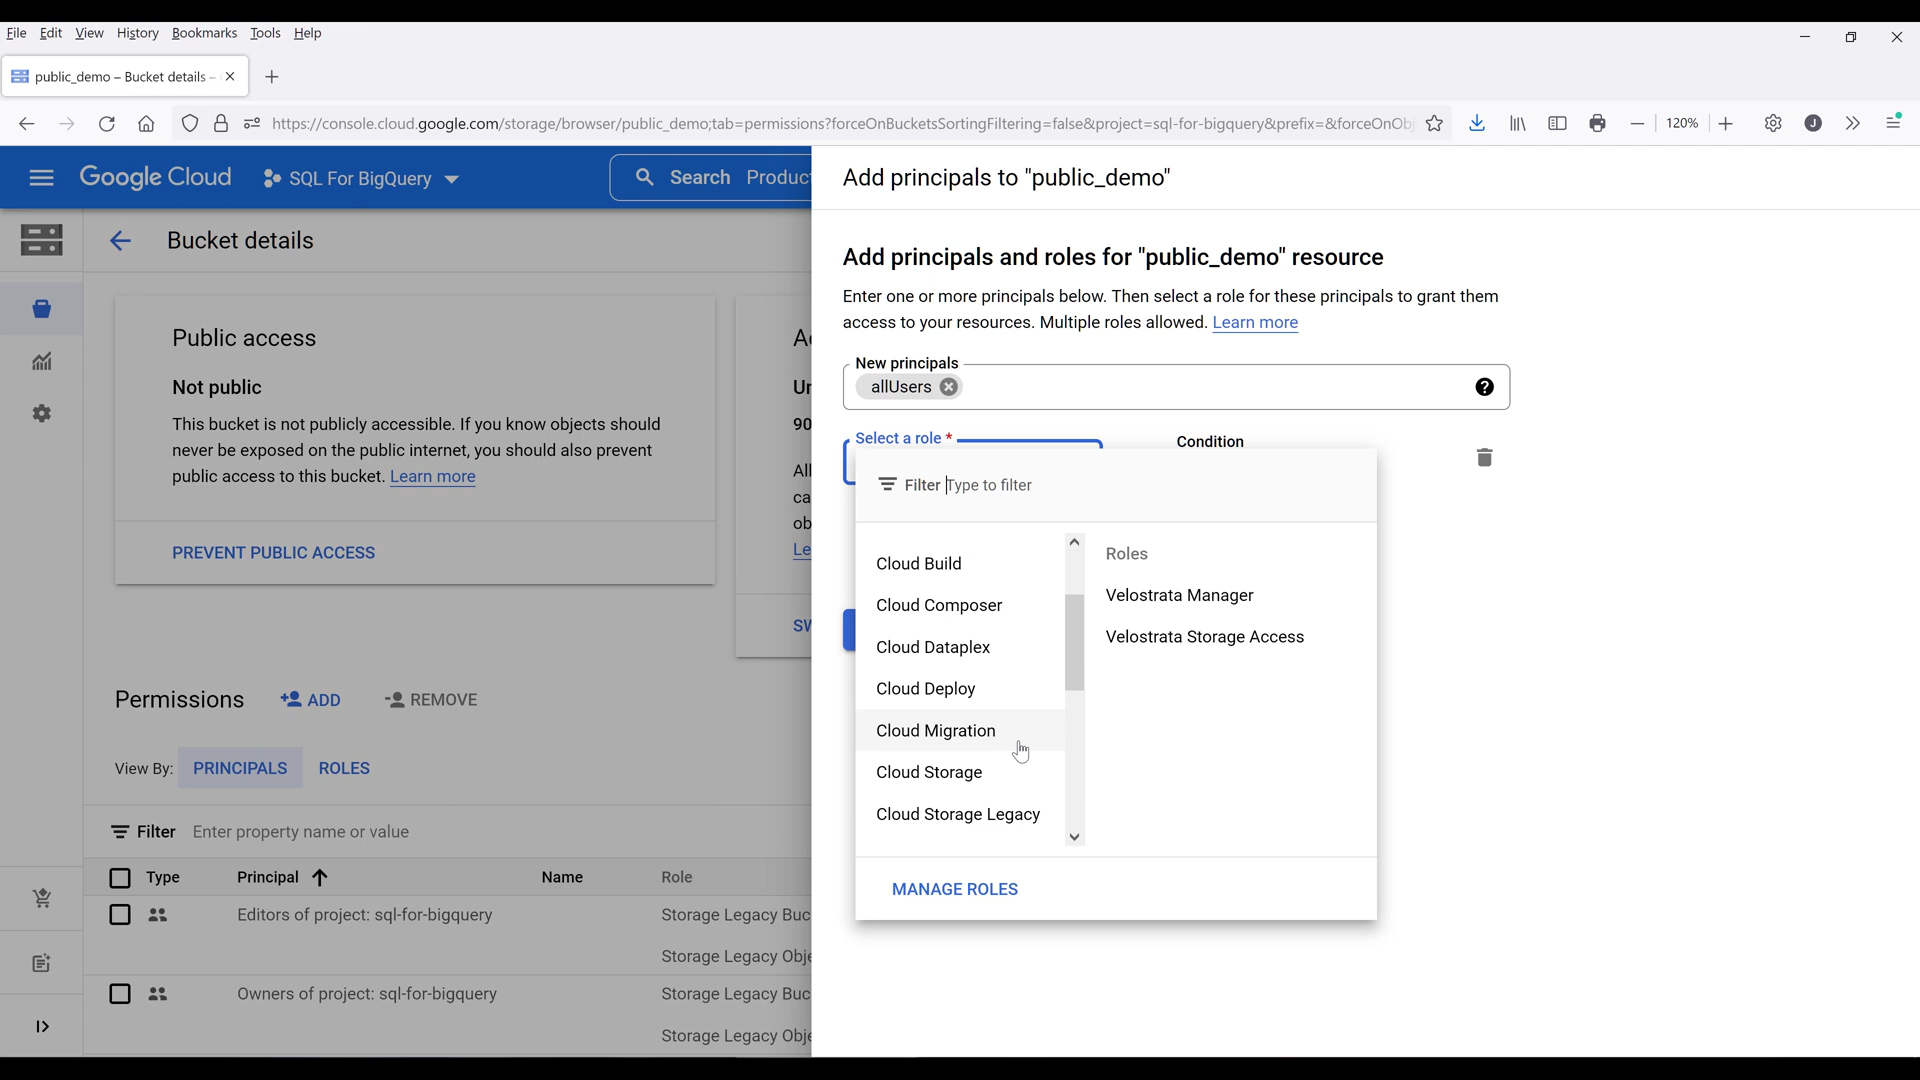 File Edit View History Bookmarks Tools Help
public_demo – Bucket details –
https://console.cloud.google.com/storage/browser/public_demo;tab=permissions?forceOnBucketsSortingFiltering=false&project=sql-for-bigquery&prefix=&forceOnObj
120%
J
Google Cloud SQL For BigQuery Search Product
Bucket details
Public access
Not public
This bucket is not publicly accessible. If you know objects should
never be exposed on the public internet, you should also prevent
public access to this bucket. Learn more
PREVENT PUBLIC ACCESS
Permissions ADD REMOVE
View By: PRINCIPALS ROLES
Filter Enter property name or value
Type Principal Name Role
Editors of project: sql-for-bigquery Storage Legacy Buc
Storage Legacy Obje
Owners of project: sql-for-bigquery Storage Legacy Buc
Storage Legacy Obje
Add principals to "public_demo"
Add principals and roles for "public_demo" resource
Enter one or more principals below. Then select a role for these principals to grant them
access to your resources. Multiple roles allowed. Learn more
New principals
allUsers
Select a role *
Condition
Filter Type to filter
Cloud Build
Cloud Composer
Cloud Dataplex
Cloud Deploy
Cloud Migration
Cloud Storage
Cloud Storage Legacy
Roles
Velostrata Manager
Velostrata Storage Access
MANAGE ROLES